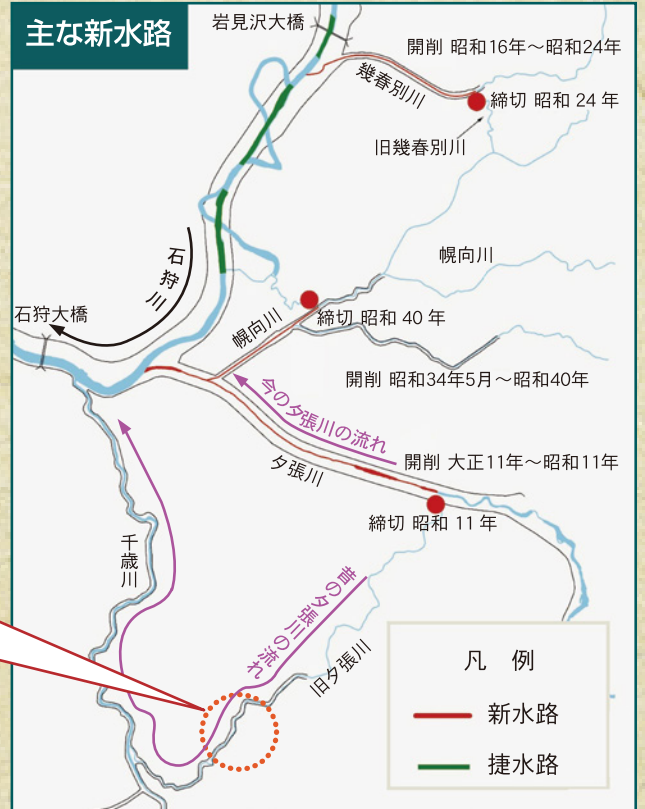 主な新水路
岩見沢大橋
開削 昭和16年～昭和24年
幾春別川
締切 昭和 24 年
旧幾春別川
石狩川
幌向川
石狩大橋
幌向川
締切 昭和 40 年
開削 昭和34年5月～昭和40年
今の夕張川の流れ
開削 大正11年～昭和11年
夕張川
締切 昭和 11 年
千歳川
昔の夕張川の流れ
旧夕張川
凡 例
新水路
捷水路